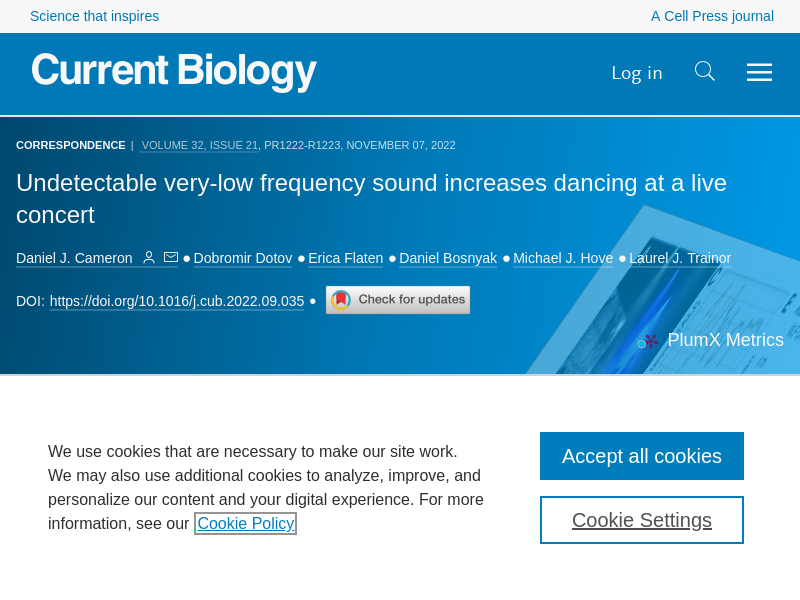 Science that inspires
A Cell Press journal
Current Biology
Log in
CORRESPONDENCE | VOLUME 32, ISSUE 21, PR1222-R1223, NOVEMBER 07, 2022
Undetectable very-low frequency sound increases dancing at a live
concert
Daniel J. Cameron ● Dobromir Dotov ● Erica Flaten ● Daniel Bosnyak ● Michael J. Hove ● Laurel J. Trainor
DOI: https://doi.org/10.1016/j.cub.2022.09.035 ● Check for updates
PlumX Metrics
We use cookies that are necessary to make our site work.
We may also use additional cookies to analyze, improve, and
personalize our content and your digital experience. For more
information, see our Cookie Policy
Accept all cookies
Cookie Settings